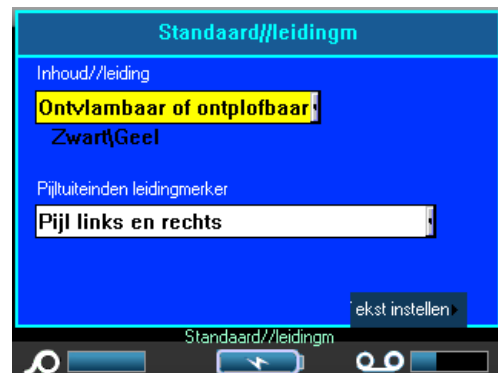 Standaard//leidingm
Inhoud//leiding
Ontvlambaar of ontplofbaar
Zwart\Geel
Pijltuiteinden leidingmerker
Pijl links en rechts
ekst instellen
Standaard//leidingm